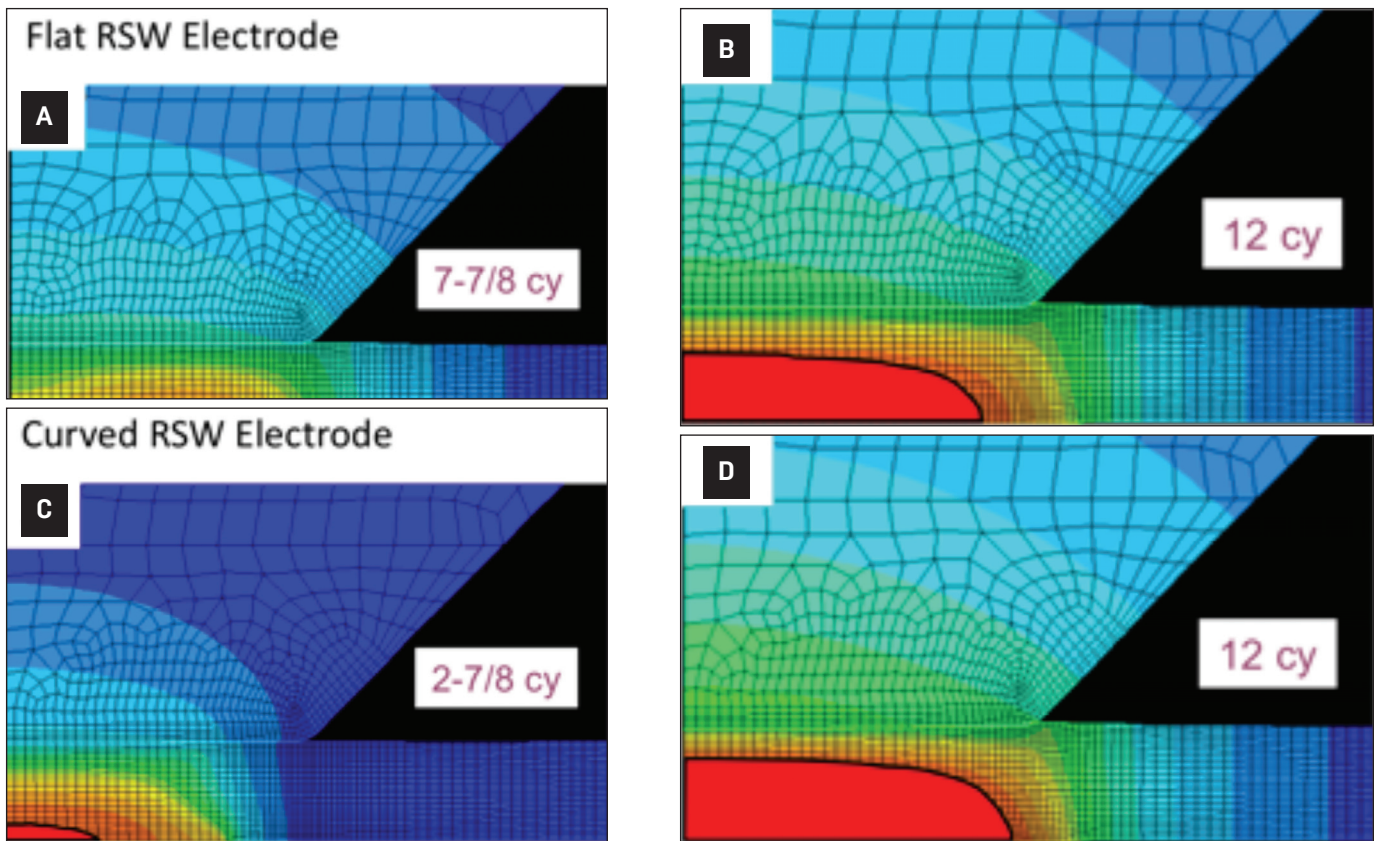 Flat RSW Electrode
A
7-7/8 cy
B
12 cy
Curved RSW Electrode
C
2-7/8 cy
D
12 cy